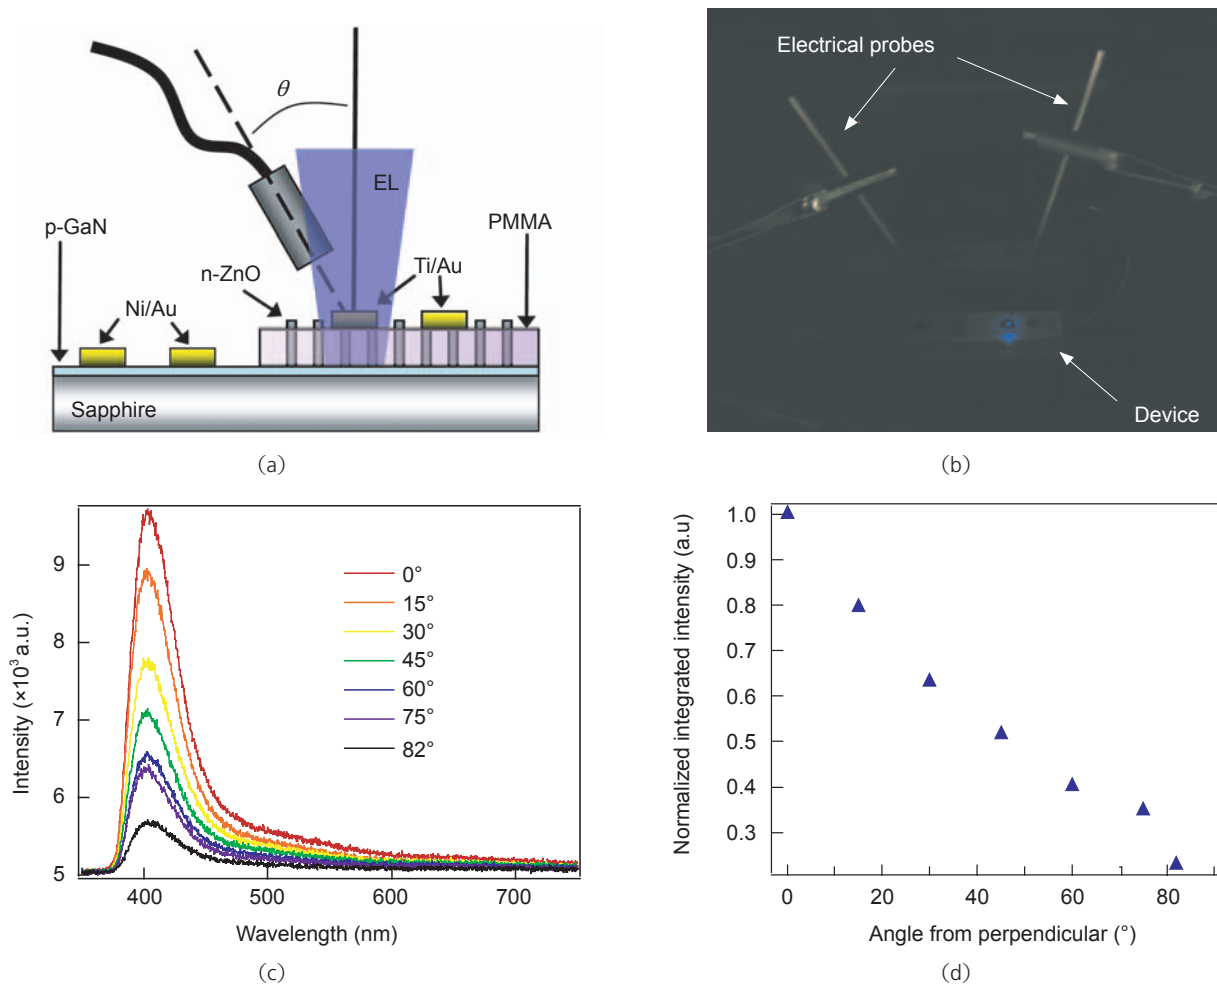 θ
EL
p-GaN
PMMA
n-ZnO
Ti/Au
Ni/Au
Sapphire
(a)
Electrical probes
Device
(b)
Intensity (×10³ a.u.)
9
8
7
6
5
0°
15°
30°
45°
60°
75°
82°
400
500
600
700
Wavelength (nm)
(c)
Normalized integrated intensity (a.u)
1.0
0.9
0.8
0.7
0.6
0.5
0.4
0.3
0
20
40
60
80
Angle from perpendicular (°)
(d)